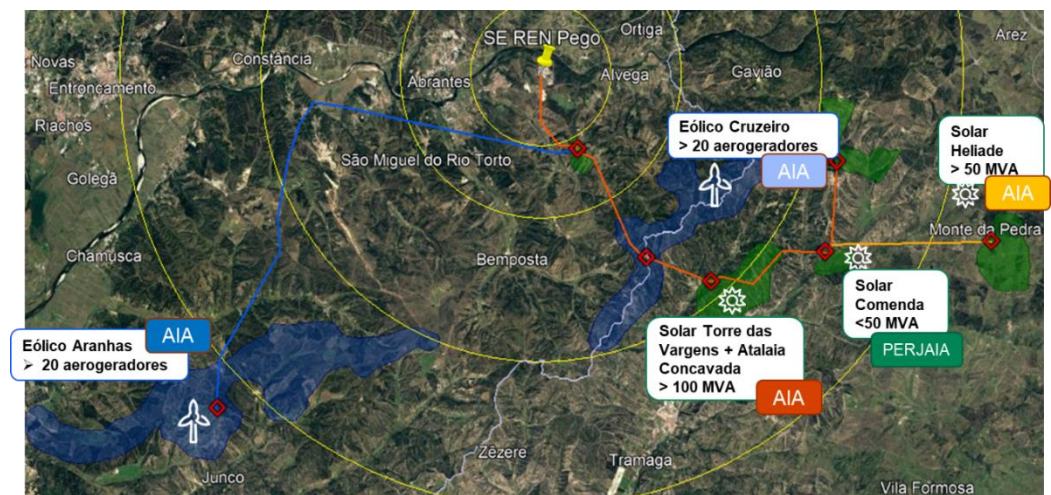 SE REN Pego
Ortiga
Arez
Novas
Constância
Entroncamento
Abrantes
Alvega
Gavião
Riachos
Eólico Cruzeiro
> 20 aerogeradores
AIA
Solar
Heliade
> 50 MVA
AIA
São Miguel do Rio Torto
Golegã
Monte da Pedra
Chamusca
Bemposta
Solar
Comenda
<50 MVA
PERJAIA
Eólico Aranhas
➢ 20 aerogeradores
AIA
Solar Torre das
Vargens + Atalaia
Concavada
> 100 MVA
AIA
Zêzere
Tramaga
Junco
Vila Formosa